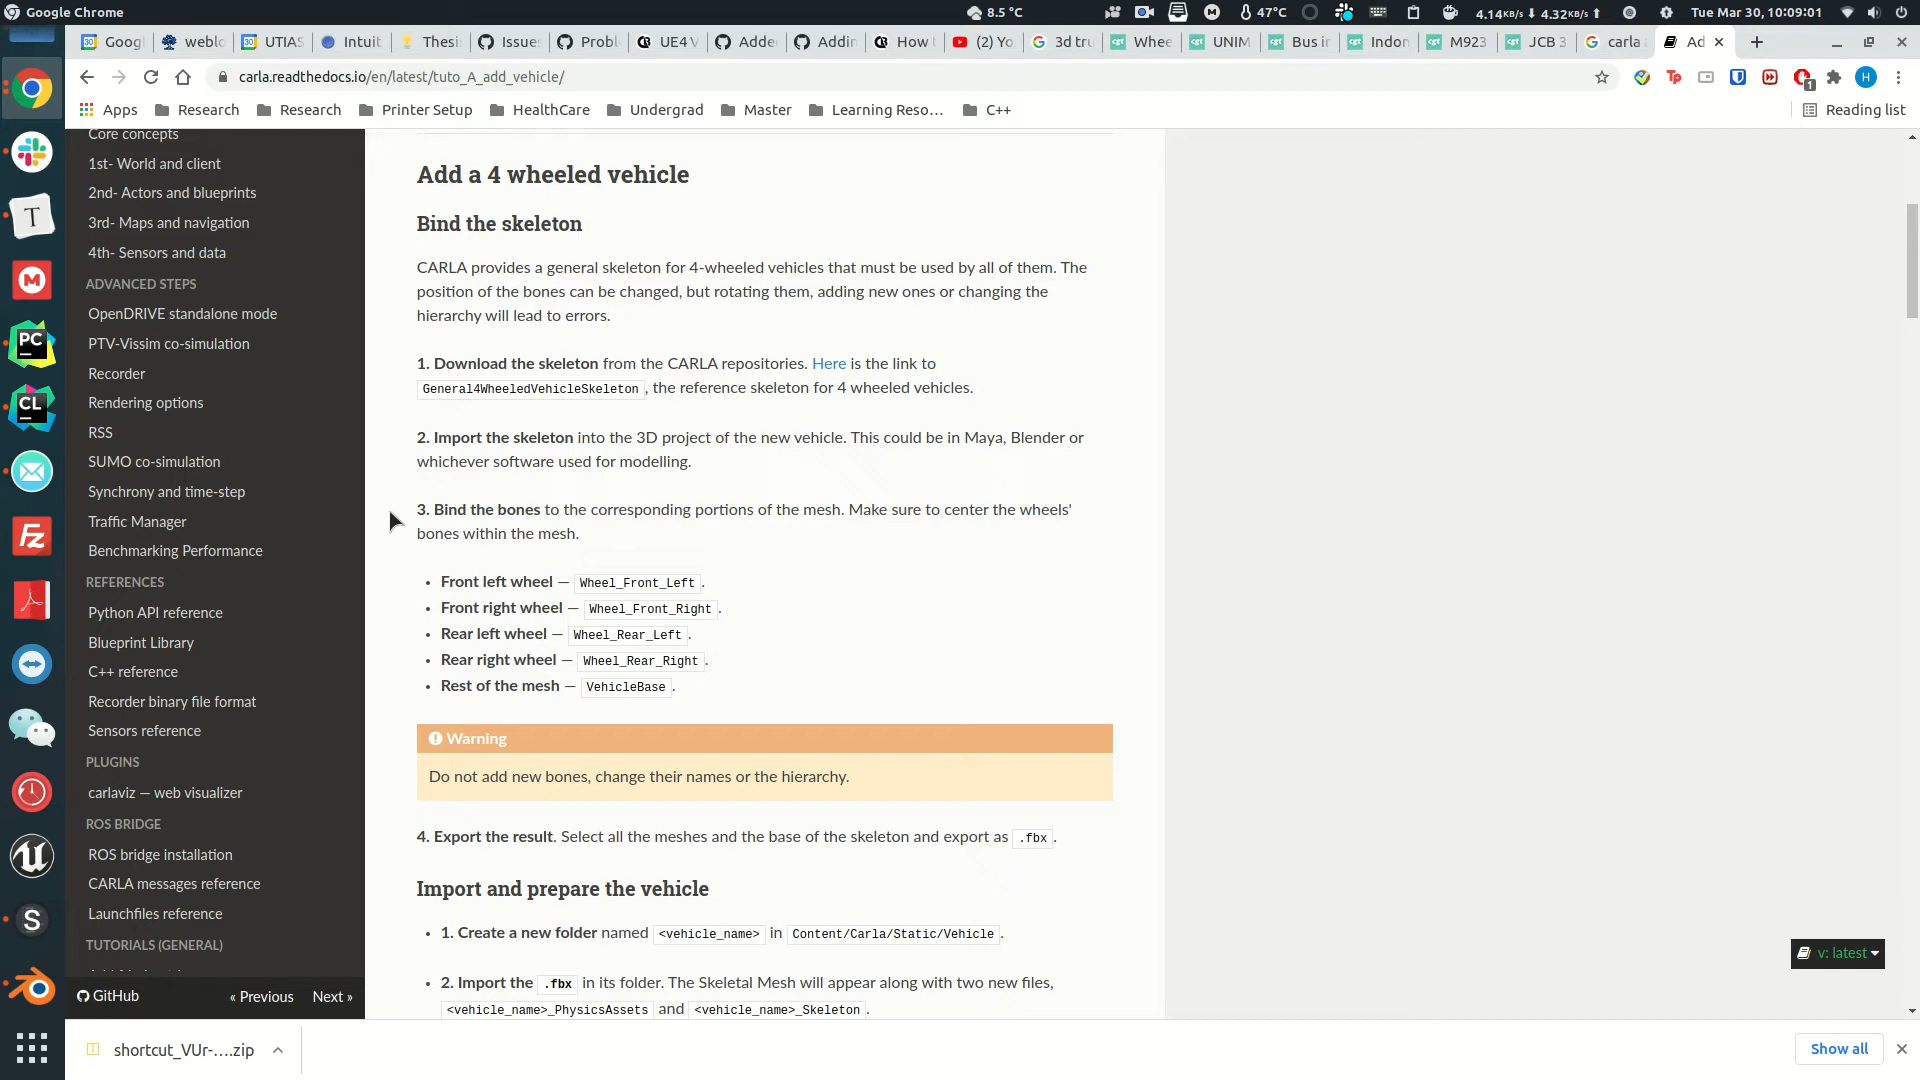 Google Chrome
8.5 °C
47°C
4.14KB/s
4.32KB/s
Tue Mar 30, 10:09:01
Googl
weblo
UTIAS
Intuit
Thesi
Issue
Probl
UE4 V
Added
Addin
How t
(2) Yo
3d tru
Whee
UNIM
Bus ir
Indon
M923
JCB 3
carla
Ad
carla.readthedocs.io/en/latest/tuto_A_add_vehicle/
Apps
Research
Research
Printer Setup
HealthCare
Undergrad
Master
Learning Reso...
C++
Reading list
Core concepts
1st- World and client
2nd- Actors and blueprints
3rd- Maps and navigation
4th- Sensors and data
ADVANCED STEPS
OpenDRIVE standalone mode
PTV-Vissim co-simulation
Recorder
Rendering options
RSS
SUMO co-simulation
Synchrony and time-step
Traffic Manager
Benchmarking Performance
REFERENCES
Python API reference
Blueprint Library
C++ reference
Recorder binary file format
Sensors reference
PLUGINS
carlaviz — web visualizer
ROS BRIDGE
ROS bridge installation
CARLA messages reference
Launchfiles reference
TUTORIALS (GENERAL)
GitHub
« Previous
Next »
Add a 4 wheeled vehicle
Bind the skeleton
CARLA provides a general skeleton for 4-wheeled vehicles that must be used by all of them. The
position of the bones can be changed, but rotating them, adding new ones or changing the
hierarchy will lead to errors.
1. Download the skeleton from the CARLA repositories. Here is the link to
General4WheeledVehicleSkeleton, the reference skeleton for 4 wheeled vehicles.
2. Import the skeleton into the 3D project of the new vehicle. This could be in Maya, Blender or
whichever software used for modelling.
3. Bind the bones to the corresponding portions of the mesh. Make sure to center the wheels'
bones within the mesh.
• Front left wheel — Wheel_Front_Left.
• Front right wheel — Wheel_Front_Right.
• Rear left wheel — Wheel_Rear_Left.
• Rear right wheel — Wheel_Rear_Right.
• Rest of the mesh — VehicleBase.
Warning
Do not add new bones, change their names or the hierarchy.
4. Export the result. Select all the meshes and the base of the skeleton and export as .fbx.
Import and prepare the vehicle
• 1. Create a new folder named <vehicle_name> in Content/Carla/Static/Vehicle.
• 2. Import the .fbx in its folder. The Skeletal Mesh will appear along with two new files,
<vehicle_name>_PhysicsAssets and <vehicle_name>_Skeleton.
v: latest
shortcut_VUr-....zip
Show all